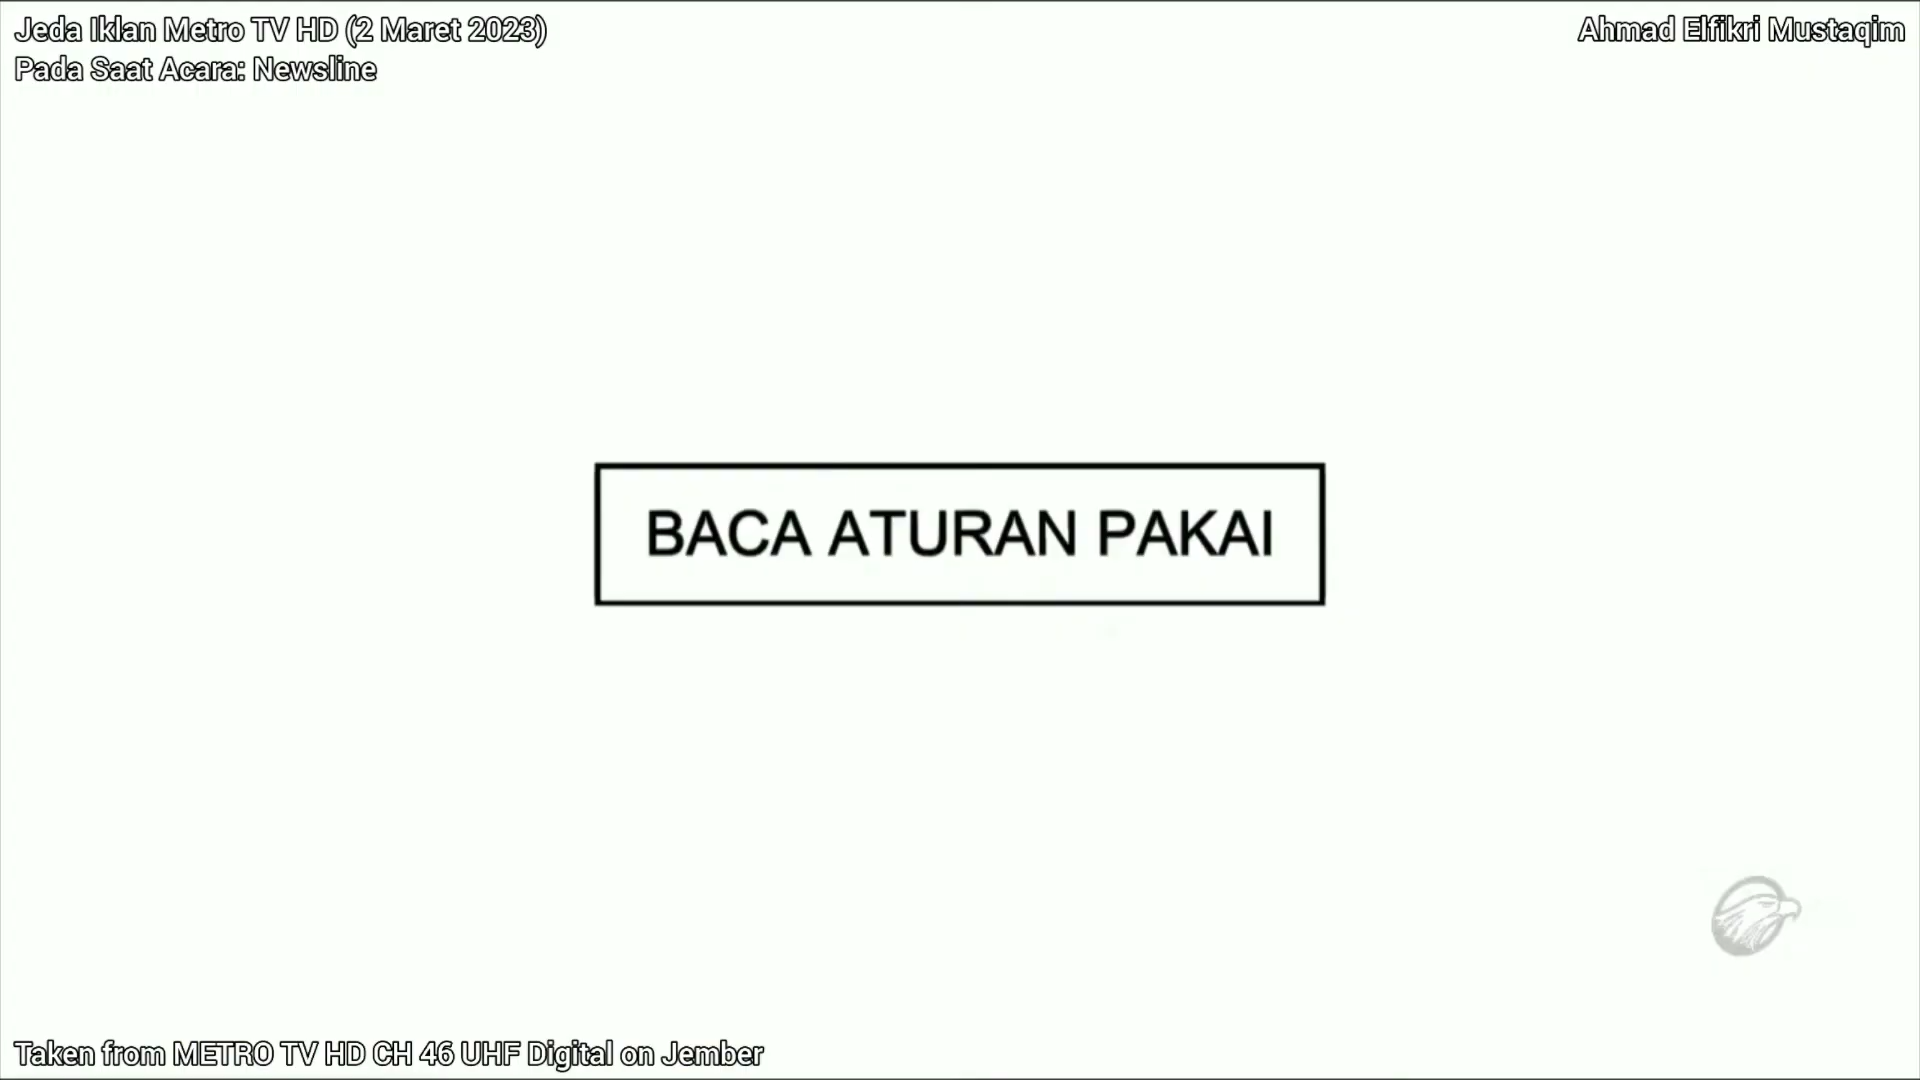 Jeda Iklan Metro TV HD (2 Maret 2023)
Ahmad Elfikri Mustaqim
Pada Saat Acara: Newsline
BACA ATURAN PAKAI
Taken from METRO TV HD CH 46 UHF Digital on Jember